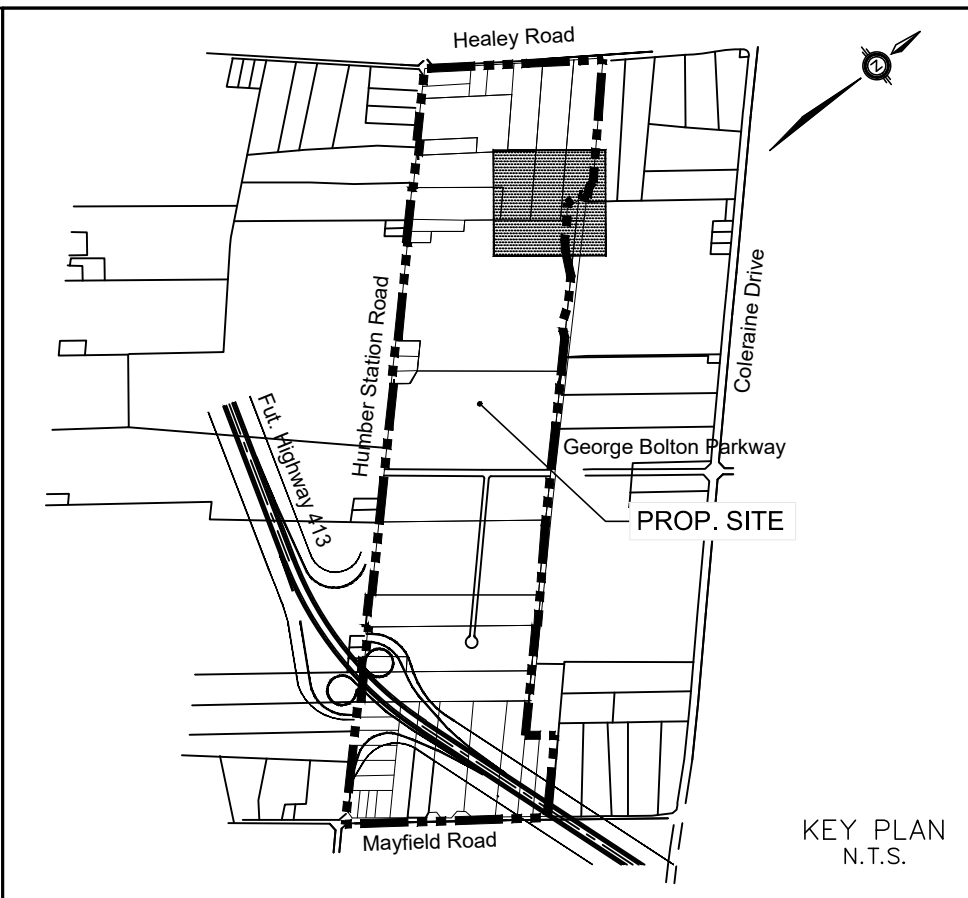 Healey Road
N
Coleraine Drive
Humber Station Road
Fut. Highway 413
George Bolton Parkway
PROP. SITE
Mayfield Road
KEY PLAN
N.T.S.